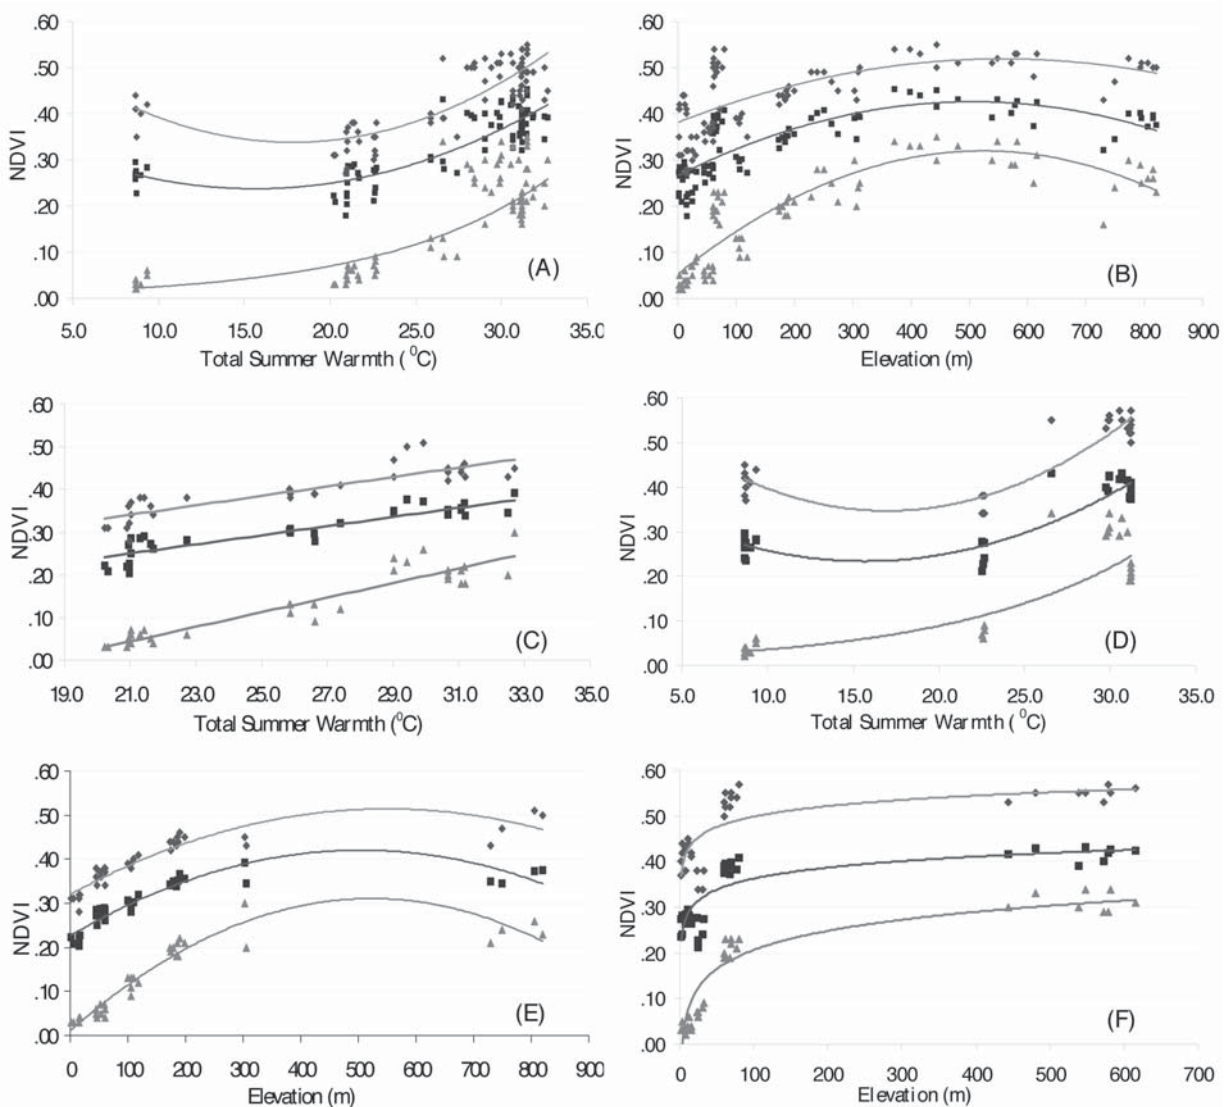 .60
.50
.40
.30
.20
.10
.00
NDVI
(A)
5.0 10.0 15.0 20.0 25.0 30.0 35.0
Total Summer Warmth ( ⁰C)
.60
.50
.40
.30
.20
.10
.00
NDVI
(B)
0 100 200 300 400 500 600 700 800 900
Elevation (m)
.60
.50
.40
.30
.20
.10
.00
NDVI
(C)
19.0 21.0 23.0 25.0 27.0 29.0 31.0 33.0 35.0
Total Summer Warmth (⁰C)
.60
.50
.40
.30
.20
.10
.00
NDVI
(D)
5.0 10.0 15.0 20.0 25.0 30.0 35.0
Total Summer Warmth ( ⁰C)
.60
.50
.40
.30
.20
.10
.00
NDVI
(E)
0 100 200 300 400 500 600 700 800 900
Elevation (m)
.60
.50
.40
.30
.20
.10
.00
NDVI
(F)
0 100 200 300 400 500 600 700
Elevation (m)